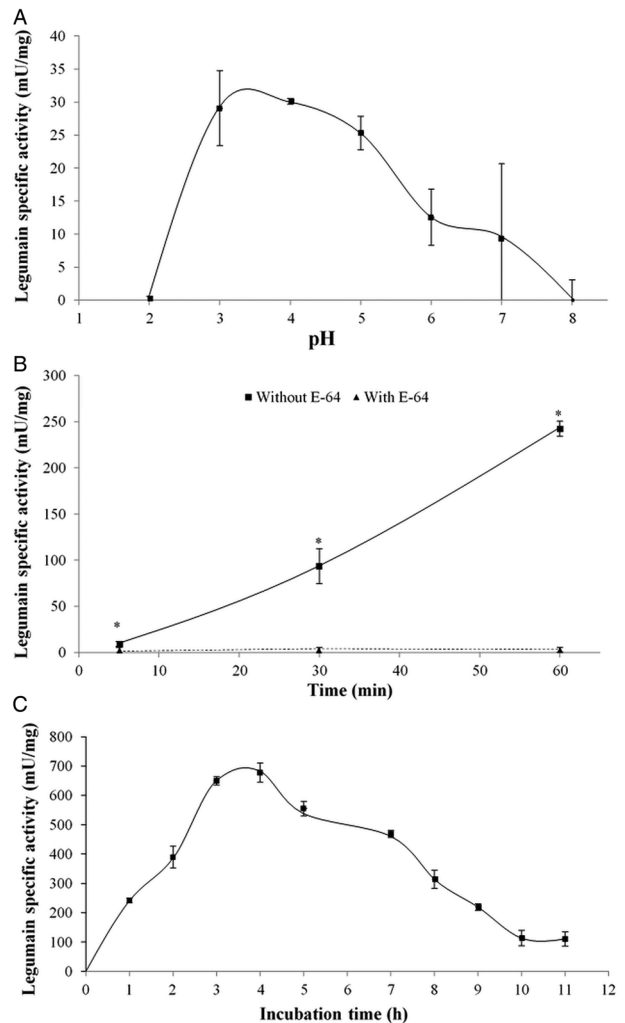 A
Legumain specific activity (mU/mg)
40
35
30
25
20
15
10
5
0
1 2 3 4 5 6 7 8
pH
B
Legumain specific activity (mU/mg)
300
250
200
150
100
50
0
Without E-64 With E-64
*
*
*
0 10 20 30 40 50 60
Time (min)
C
Legumain specific activity (mU/mg)
800
700
600
500
400
300
200
100
0
0 1 2 3 4 5 6 7 8 9 10 11 12
Incubation time (h)